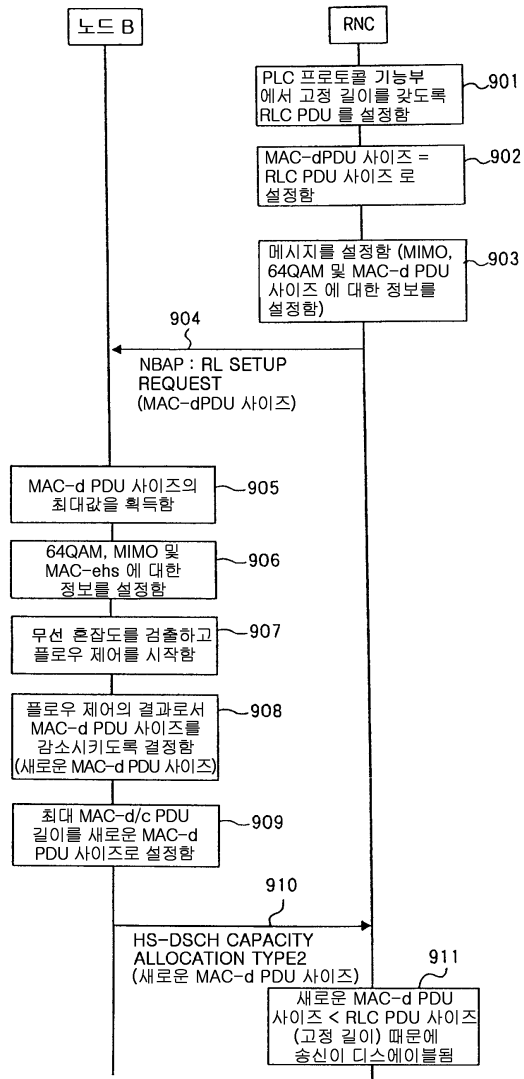 노드 B
RNC
PLC 프로토콜 기능부
에서 고정 길이를 갖도록
RLC PDU 를 설정함
901
MAC-dPDU 사이즈 =
RLC PDU 사이즈 로
설정함
902
메시지를 설정함 (MIMO,
64QAM 및 MAC-d PDU
사이즈 에 대한 정보를
설정함)
903
904
NBAP : RL SETUP
REQUEST
(MAC-dPDU 사이즈)
MAC-d PDU 사이즈의
최대값을 획득함
905
64QAM, MIMO 및
MAC-ehs 에 대한
정보를 설정함
906
무선 혼잡도를 검출하고
플로우 제어를 시작함
907
플로우 제어의 결과로서
MAC-d PDU 사이즈를
감소시키도록 결정함
(새로운 MAC-d PDU 사이즈)
908
최대 MAC-d/c PDU
길이를 새로운 MAC-d
PDU 사이즈로 설정함
909
910
HS-DSCH CAPACITY
ALLOCATION TYPE2
(새로운 MAC-d PDU 사이즈)
911
새로운 MAC-d PDU
사이즈 < RLC PDU 사이즈
(고정 길이) 때문에
송신이 디스에이블됨